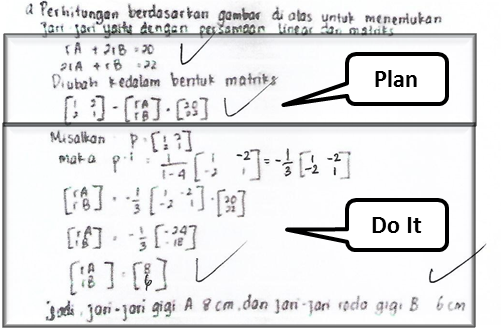 a Perhitungan berdasarkan gambar di atas untuk menentukan
Jari jari yaitu dengan persamaan linear dan matriks
rA + 2rB = 20
2rA + rB = 22
Diubah kedalam bentuk matriks
[1 2; 2 1] - [rA; rB] • [20; 22]
Plan
Misalkan P = [1 2; 2 1]
maka p-i = 1/1-4 [1 -2; -2 1] = -1/3 [1 -2; -2 1]
[rA; rB] = -1/3 [1 -2; -2 1] • [20; 22]
[rA; rB] = -1/3 [-24; -18]
[rA; rB] = [8; 6]
Do It
jadi, jari-jari gigi A 8 cm, dan jari-jari roda gigi B 6 cm